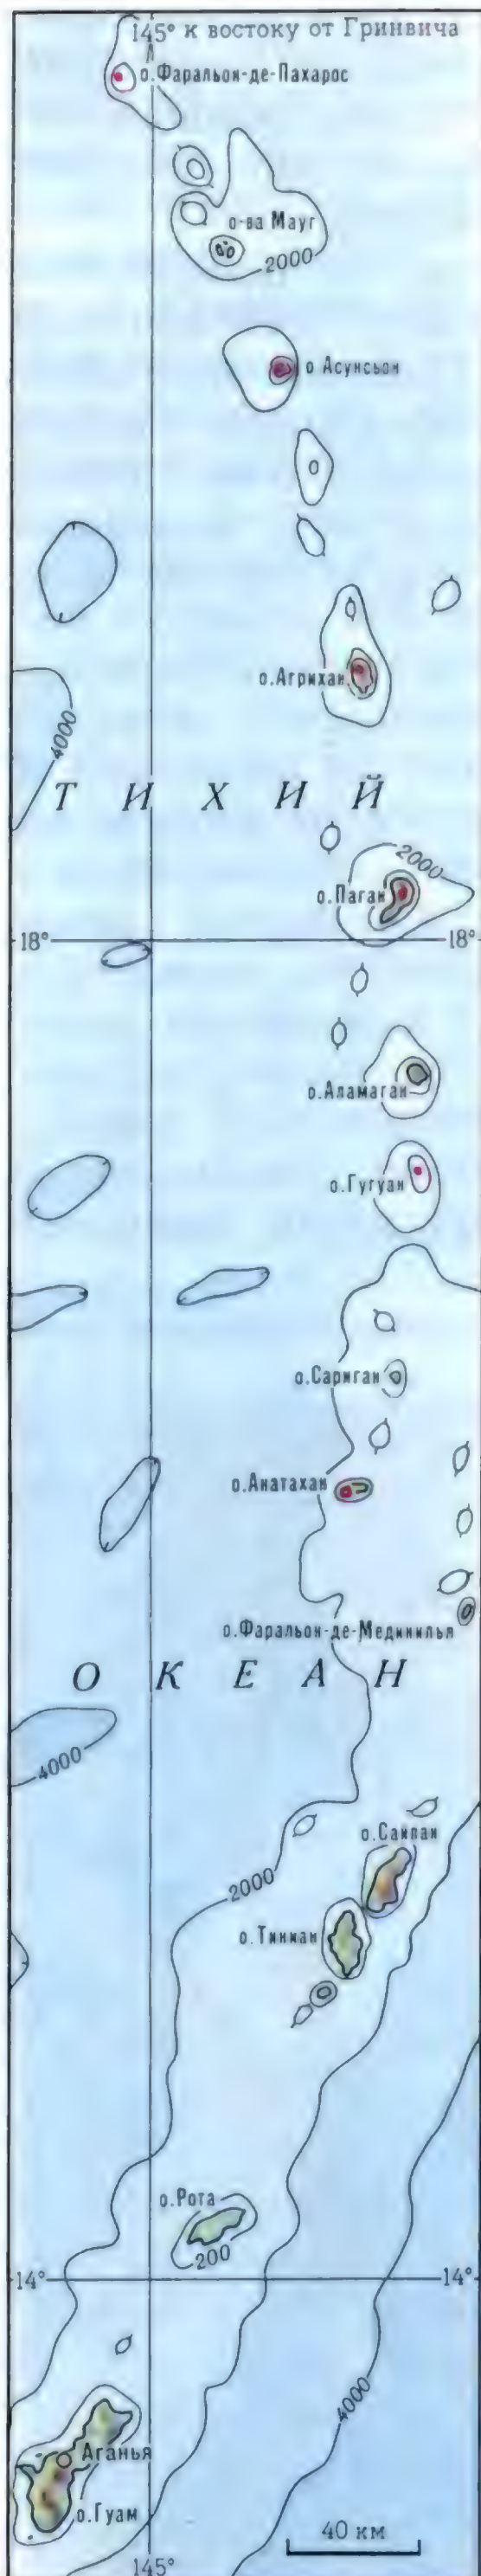 145° к востоку от Гринвича
о.Фаральон-де-Пахарос
о-ва Мауг
2000
о Асунсьон
о.Агрихан
4000
ТИХИЙ
2000
о.Паган
18° 18°
о.Аламаган
о.Гугуан
о.Сариган
о.Анатахан
о.Фаральон-де-Мединилья
ОКЕАН
4000
о.Сайпан
2000
о.Тиниан
о.Рота
200
14° 14°
4000
Аганья
о.Гуам
40 км
145°